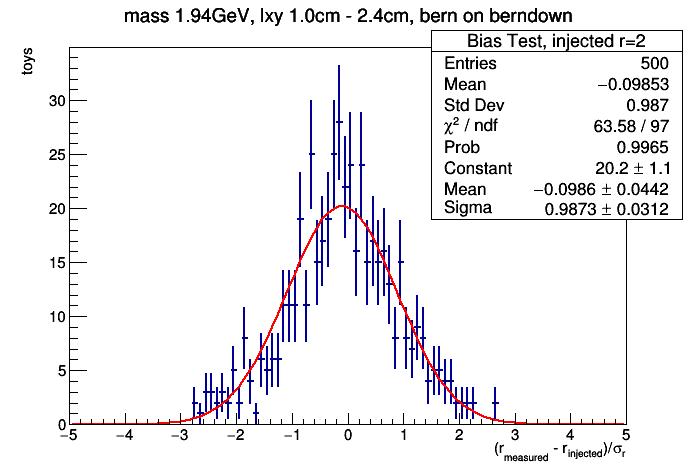 mass 1.94GeV, lxy 1.0cm - 2.4cm, bern on berndown
Bias Test, injected r=2
Entries 500
Mean −0.09853
Std Dev 0.987
χ² / ndf 63.58 / 97
Prob 0.9965
Constant 20.2 ± 1.1
Mean −0.0986 ± 0.0442
Sigma 0.9873 ± 0.0312
toys
30
25
20
15
10
5
0
−5 −4 −3 −2 −1 0 1 2 3 4 5
(r_measured - r_injected)/σ_r